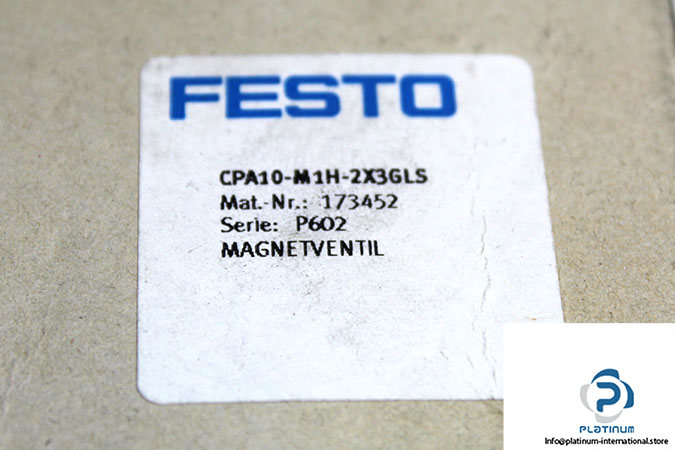 FESTO
CPA10-M1H-2X3GLS
Mat.-Nr.: 173452
Serie: P602
MAGNETVENTIL
PLATINUM
Info@platinum-international.store